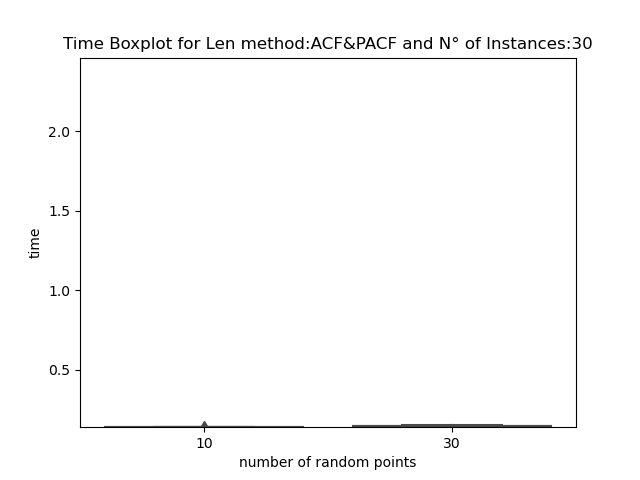 Time Boxplot for Len method:ACF&PACF and N° of Instances:30
2.0
1.5
time
1.0
0.5
10
30
number of random points